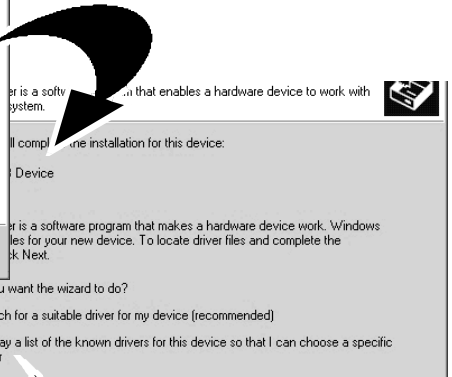 er is a softw that enables a hardware device to work with
system.
ll compl the installation for this device:
Device
er is a software program that makes a hardware device work. Windows
les for your new device. To locate driver files and complete the
ck Next.
u want the wizard to do?
ch for a suitable driver for my device (recommended)
ay a list of the known drivers for this device so that I can choose a specific
r